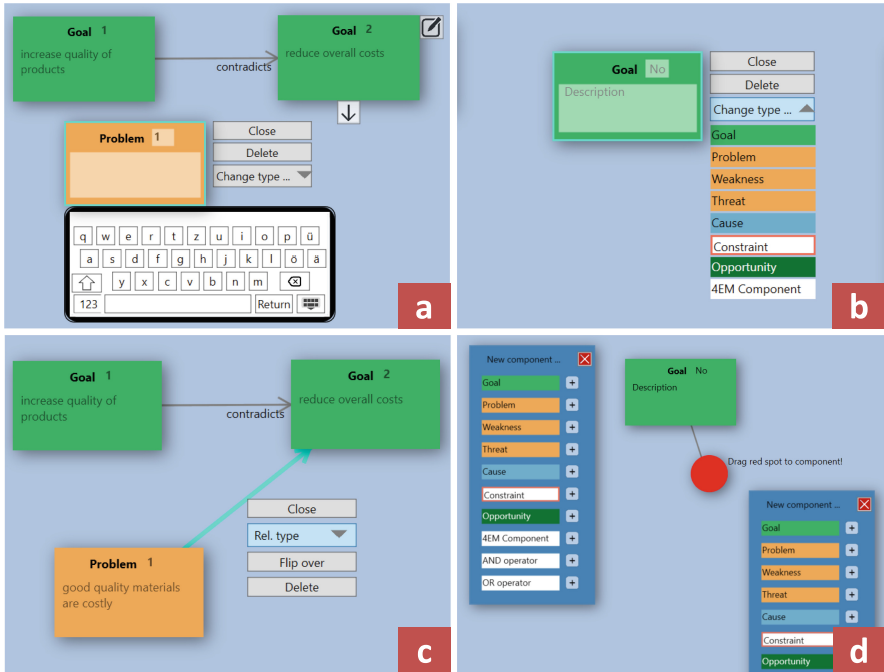 Goal 1
increase quality of
products
contradicts
Goal 2
reduce overall costs
Problem 1
Close
Delete
Change type ...
q w e r t z u i o p ü
a s d f g h j k l ö ä
y x c v b n m
123
Return
a
Goal No
Description
Close
Delete
Change type ...
Goal
Problem
Weakness
Threat
Cause
Constraint
Opportunity
4EM Component
b
Goal 1
increase quality of
products
contradicts
Goal 2
reduce overall costs
Problem 1
good quality materials
are costly
Close
Rel. type
Flip over
Delete
c
New component ...
Goal +
Problem +
Weakness +
Threat +
Cause +
Constraint +
Opportunity +
4EM Component +
AND operator +
OR operator +
Goal No
Description
Drag red spot to component!
New component ...
Goal +
Problem +
Weakness +
Threat +
Cause +
Constraint
Opportunity
d